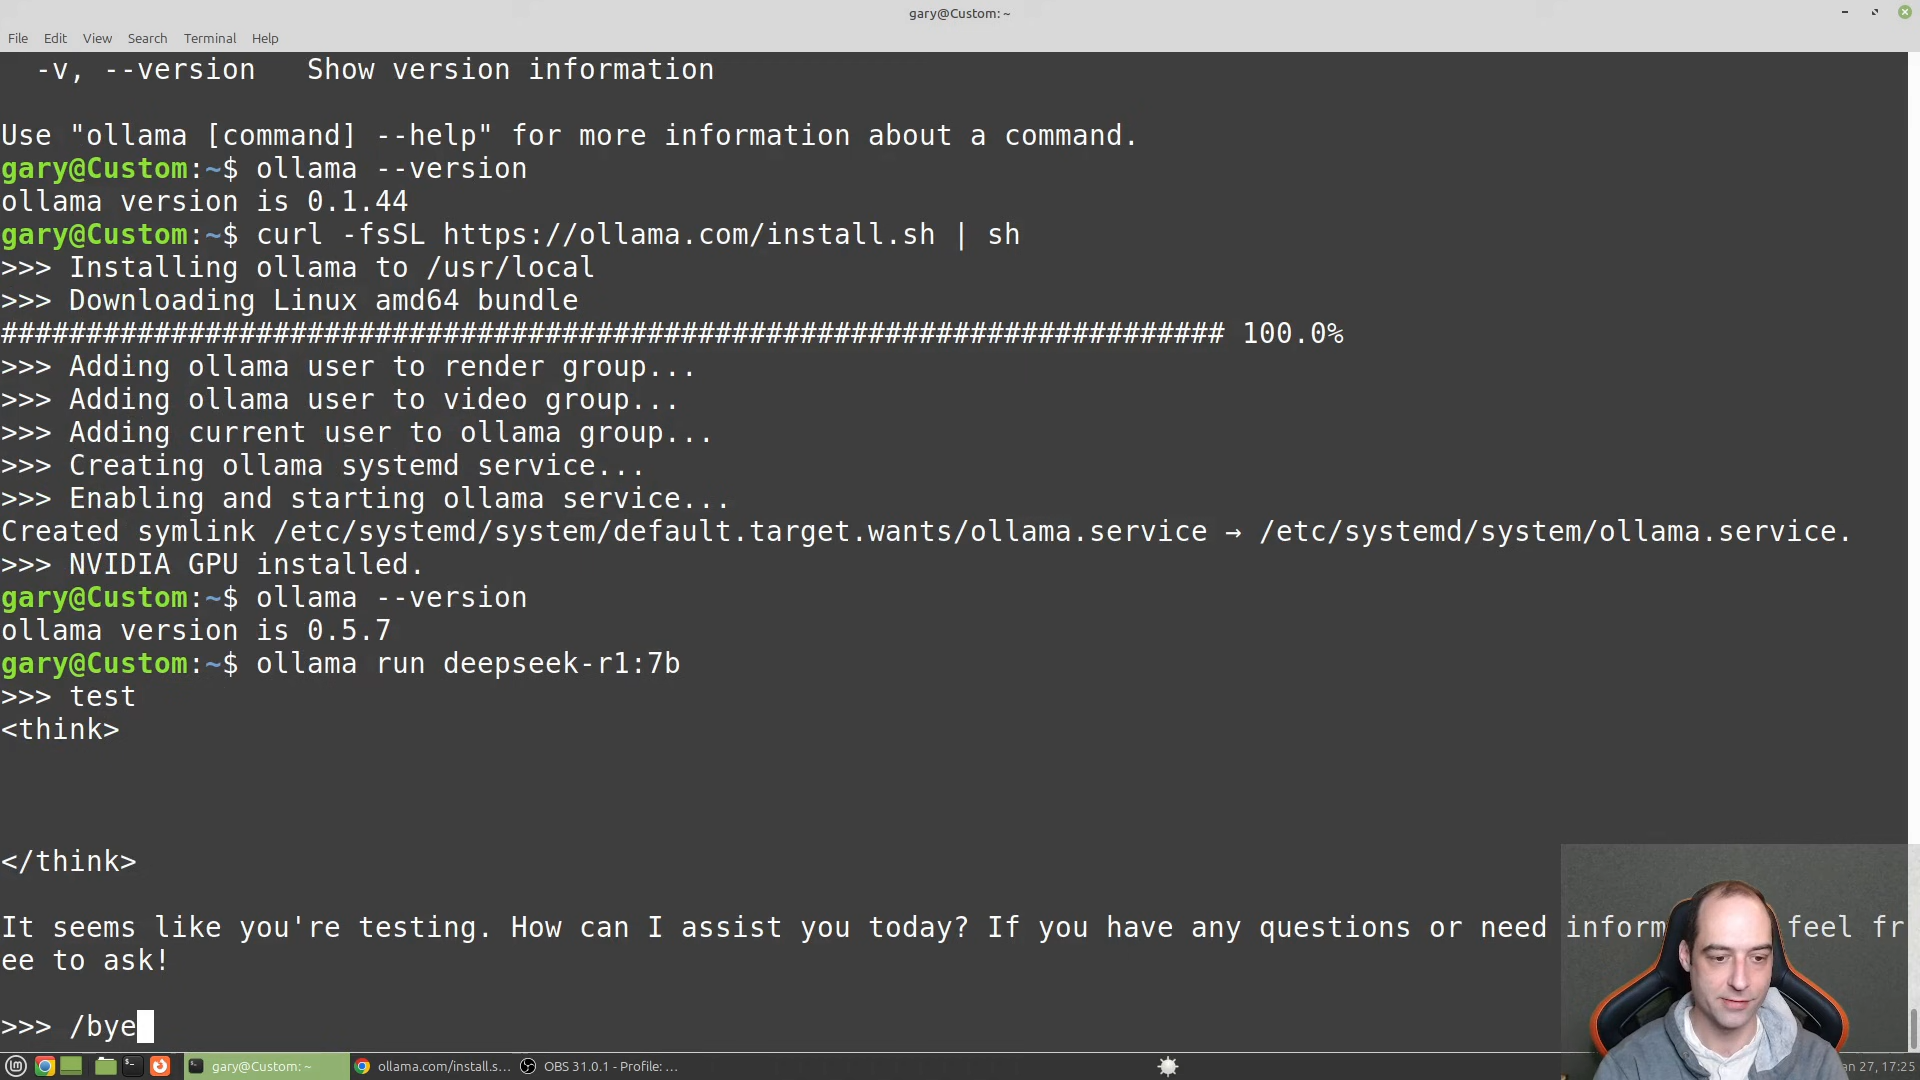 gary@Custom: ~
File Edit View Search Terminal Help
-v, --version   Show version information
Use "ollama [command] --help" for more information about a command.
gary@Custom:~$ ollama --version
ollama version is 0.1.44
gary@Custom:~$ curl -fsSL https://ollama.com/install.sh | sh
>>> Installing ollama to /usr/local
>>> Downloading Linux amd64 bundle
######################################################################## 100.0%
>>> Adding ollama user to render group...
>>> Adding ollama user to video group...
>>> Adding current user to ollama group...
>>> Creating ollama systemd service...
>>> Enabling and starting ollama service...
Created symlink /etc/systemd/system/default.target.wants/ollama.service → /etc/systemd/system/ollama.service.
>>> NVIDIA GPU installed.
gary@Custom:~$ ollama --version
ollama version is 0.5.7
gary@Custom:~$ ollama run deepseek-r1:7b
>>> test
<think>
</think>
It seems like you're testing. How can I assist you today? If you have any questions or need inform feel fr
ee to ask!
>>> /bye
gary@Custom: ~ ollama.com/install.s... OBS 31.0.1 - Profile: ... an 27, 17:25